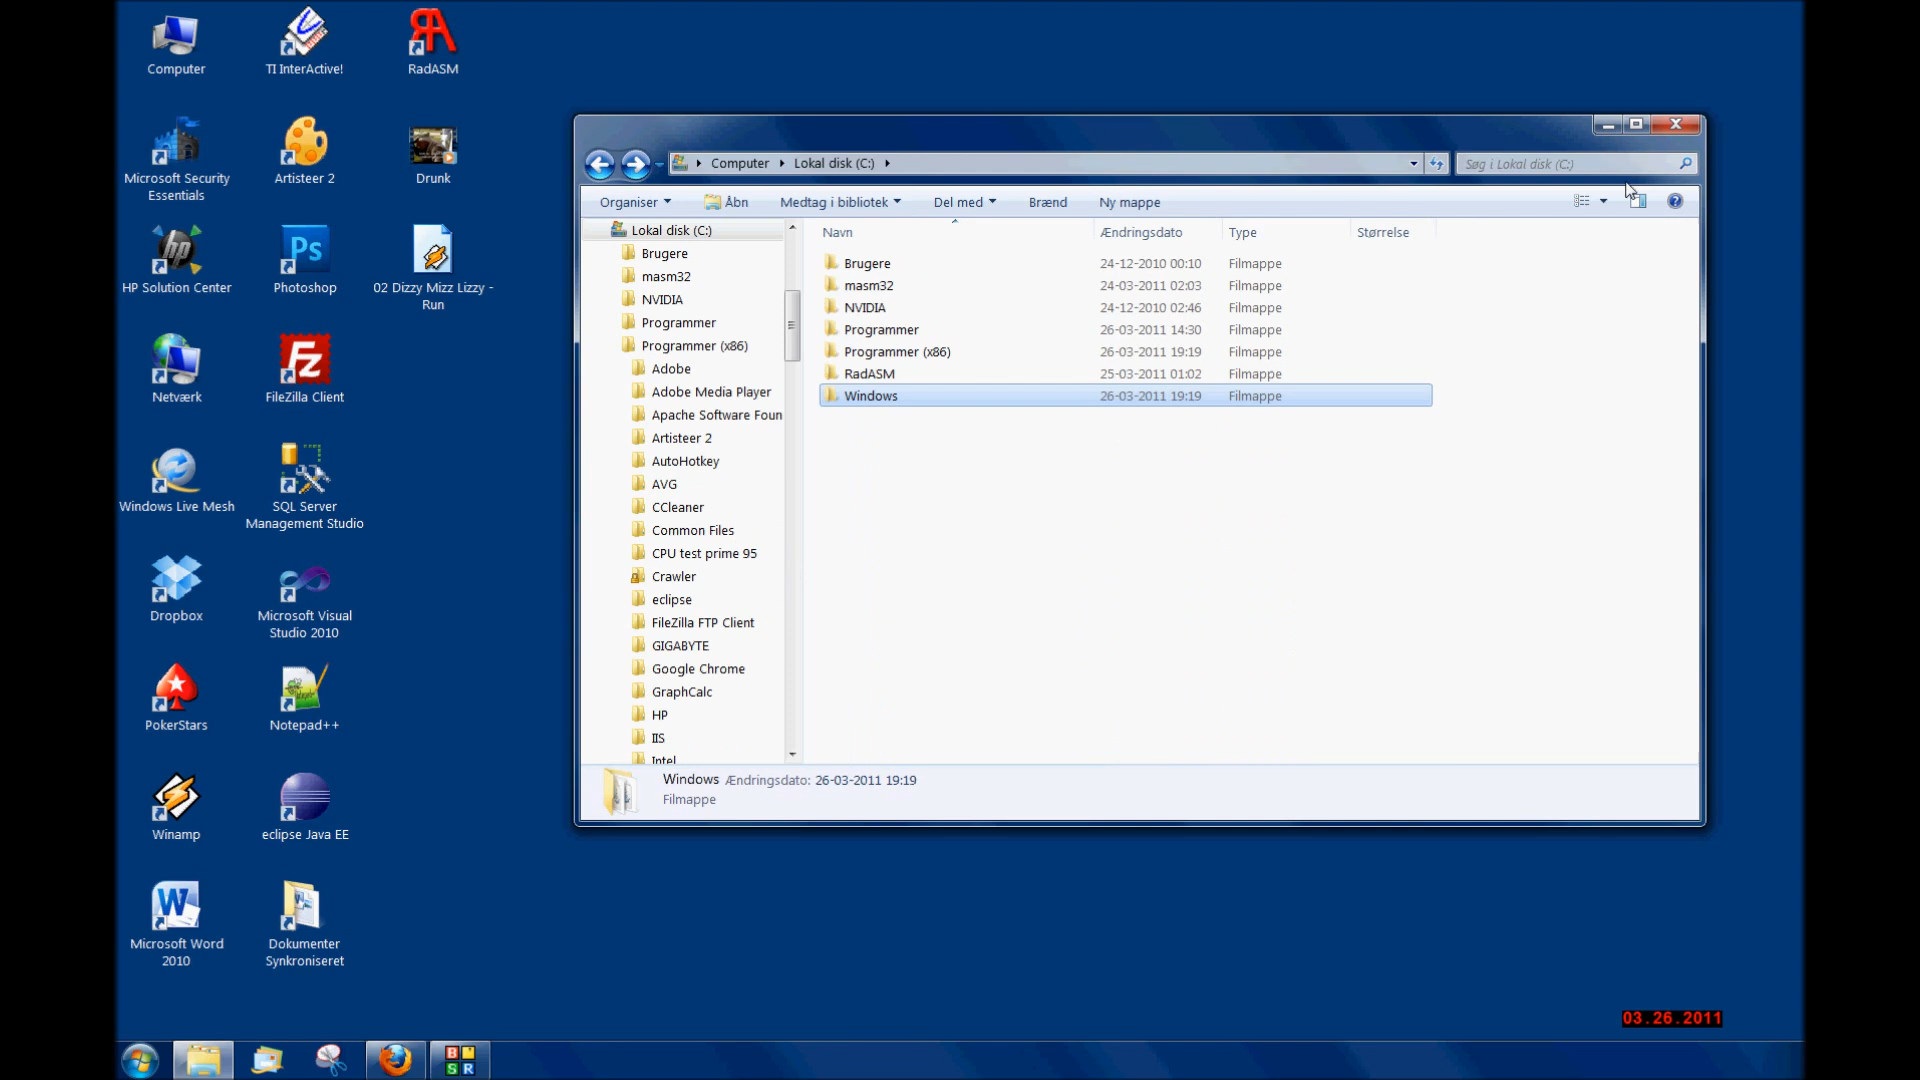 Computer
TI InterActive!
RadASM
Microsoft Security
Essentials
Artisteer 2
Drunk
HP Solution Center
Photoshop
02 Dizzy Mizz Lizzy -
Run
Netværk
FileZilla Client
Windows Live Mesh
SQL Server
Management Studio
Dropbox
Microsoft Visual
Studio 2010
PokerStars
Notepad++
Winamp
eclipse Java EE
Microsoft Word
2010
Dokumenter
Synkroniseret
Computer Lokal disk (C:)
Søg i Lokal disk (C:)
Organiser Åbn Medtag i bibliotek Del med Brænd Ny mappe
Lokal disk (C:)
Brugere
masm32
NVIDIA
Programmer
Programmer (x86)
Adobe
Adobe Media Player
Apache Software Foun
Artisteer 2
AutoHotkey
AVG
CCleaner
Common Files
CPU test prime 95
Crawler
eclipse
FileZilla FTP Client
GIGABYTE
Google Chrome
GraphCalc
HP
IIS
Intel
Navn Ændringsdato Type Størrelse
Brugere 24-12-2010 00:10 Filmappe
masm32 24-03-2011 02:03 Filmappe
NVIDIA 24-12-2010 02:46 Filmappe
Programmer 26-03-2011 14:30 Filmappe
Programmer (x86) 26-03-2011 19:19 Filmappe
RadASM 25-03-2011 01:02 Filmappe
Windows 26-03-2011 19:19 Filmappe
Windows Ændringsdato: 26-03-2011 19:19
Filmappe
03.26.2011